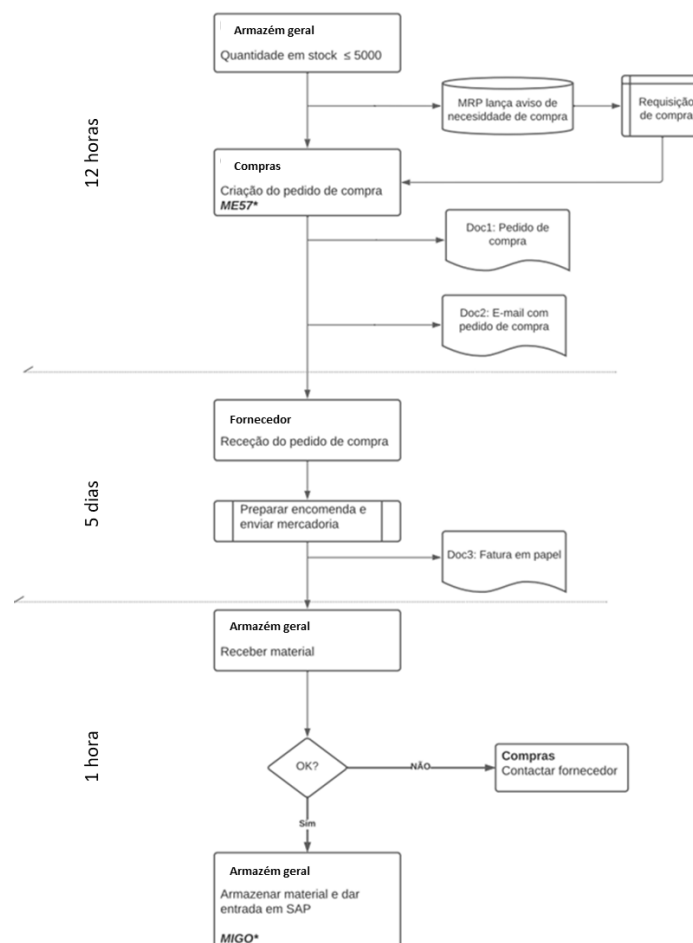 Armazém geral
Quantidade em stock ≤ 5000
MRP lança aviso de
necesiddade de compra
Requisição
de compra
12 horas
Compras
Criação do pedido de compra
ME57*
Doc1: Pedido de
compra
Doc2: E-mail com
pedido de compra
Fornecedor
Receção do pedido de compra
5 dias
Preparar encomenda e
enviar mercadoria
Doc3: Fatura em papel
Armazém geral
Receber material
1 hora
OK?
NÃO
Compras
Contactar fornecedor
Sim
Armazém geral
Armazenar material e dar
entrada em SAP
MIGO*